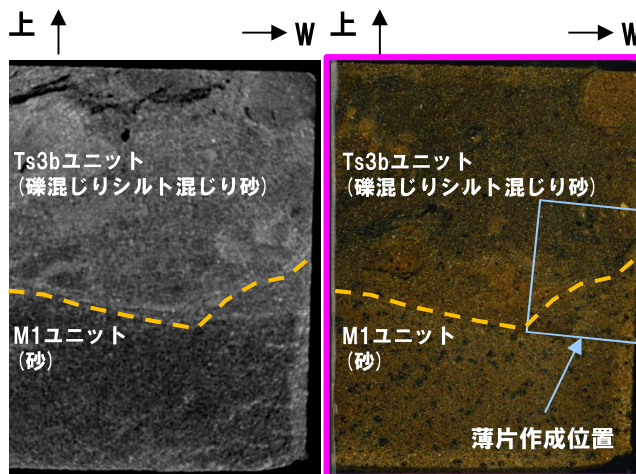 上
W
上
W
Ts3bユニット
(礫混じりシルト混じり砂)
M1ユニット
(砂)
Ts3bユニット
(礫混じりシルト混じり砂)
M1ユニット
(砂)
薄片作成位置